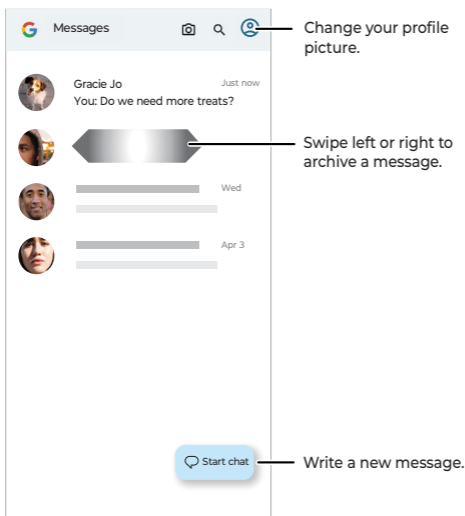 Messages
Change your profile
picture.
Gracie Jo
Just now
You: Do we need more treats?
Swipe left or right to
archive a message.
Wed
Apr 3
Start chat
Write a new message.